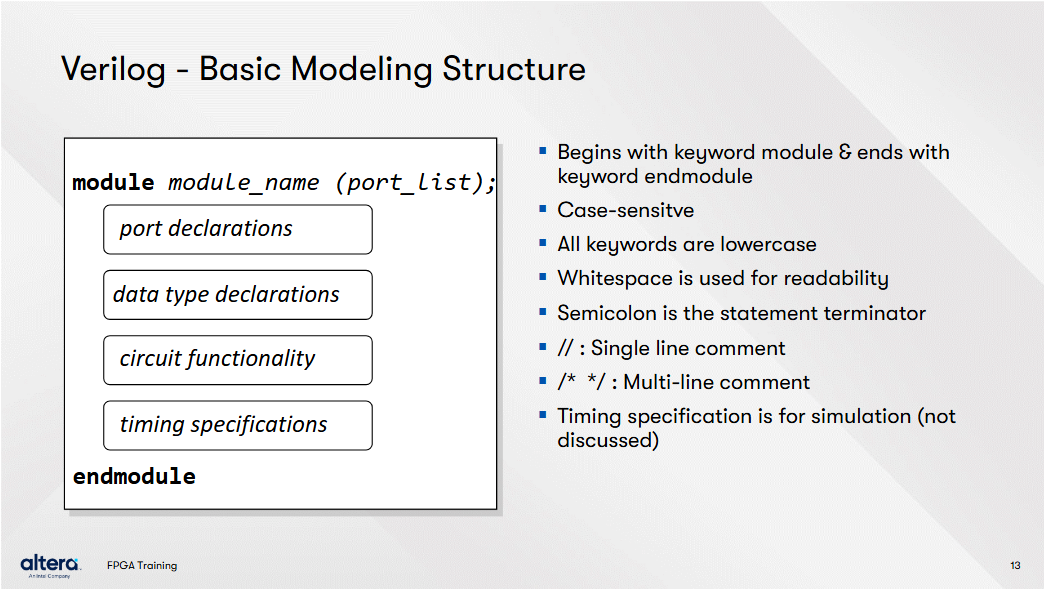 Verilog - Basic Modeling Structure
module module_name (port_list);
port declarations
data type declarations
circuit functionality
timing specifications
endmodule
▪ Begins with keyword module & ends with
keyword endmodule
▪ Case-sensitve
▪ All keywords are lowercase
▪ Whitespace is used for readability
▪ Semicolon is the statement terminator
▪ // : Single line comment
▪ /* */ : Multi-line comment
▪ Timing specification is for simulation (not
discussed)
altera.
An Intel Company
FPGA Training
13